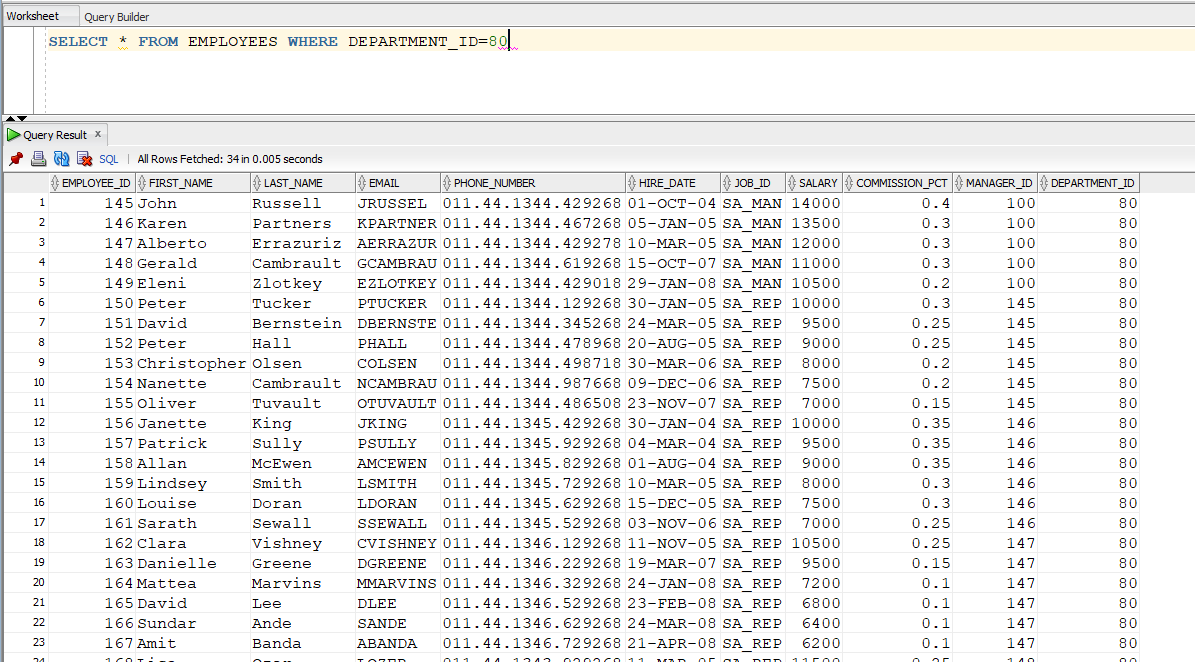 Worksheet Query Builder
SELECT * FROM EMPLOYEES WHERE DEPARTMENT_ID=80
Query Result x
SQL | All Rows Fetched: 34 in 0.005 seconds
EMPLOYEE_ID FIRST_NAME LAST_NAME EMAIL PHONE_NUMBER HIRE_DATE JOB_ID SALARY COMMISSION_PCT MANAGER_ID DEPARTMENT_ID
1 145 John Russell JRUSSEL 011.44.1344.429268 01-OCT-04 SA_MAN 14000 0.4 100 80
2 146 Karen Partners KPARTNER 011.44.1344.467268 05-JAN-05 SA_MAN 13500 0.3 100 80
3 147 Alberto Errazuriz AERRAZUR 011.44.1344.429278 10-MAR-05 SA_MAN 12000 0.3 100 80
4 148 Gerald Cambrault GCAMBRAU 011.44.1344.619268 15-OCT-07 SA_MAN 11000 0.3 100 80
5 149 Eleni Zlotkey EZLOTKEY 011.44.1344.429018 29-JAN-08 SA_MAN 10500 0.2 100 80
6 150 Peter Tucker PTUCKER 011.44.1344.129268 30-JAN-05 SA_REP 10000 0.3 145 80
7 151 David Bernstein DBERNSTE 011.44.1344.345268 24-MAR-05 SA_REP 9500 0.25 145 80
8 152 Peter Hall PHALL 011.44.1344.478968 20-AUG-05 SA_REP 9000 0.25 145 80
9 153 Christopher Olsen COLSEN 011.44.1344.498718 30-MAR-06 SA_REP 8000 0.2 145 80
10 154 Nanette Cambrault NCAMBRAU 011.44.1344.987668 09-DEC-06 SA_REP 7500 0.2 145 80
11 155 Oliver Tuvault OTUVAULT 011.44.1344.486508 23-NOV-07 SA_REP 7000 0.15 145 80
12 156 Janette King JKING 011.44.1345.429268 30-JAN-04 SA_REP 10000 0.35 146 80
13 157 Patrick Sully PSULLY 011.44.1345.929268 04-MAR-04 SA_REP 9500 0.35 146 80
14 158 Allan McEwen AMCEWEN 011.44.1345.829268 01-AUG-04 SA_REP 9000 0.35 146 80
15 159 Lindsey Smith LSMITH 011.44.1345.729268 10-MAR-05 SA_REP 8000 0.3 146 80
16 160 Louise Doran LDORAN 011.44.1345.629268 15-DEC-05 SA_REP 7500 0.3 146 80
17 161 Sarath Sewall SSEWALL 011.44.1345.529268 03-NOV-06 SA_REP 7000 0.25 146 80
18 162 Clara Vishney CVISHNEY 011.44.1346.129268 11-NOV-05 SA_REP 10500 0.25 147 80
19 163 Danielle Greene DGREENE 011.44.1346.229268 19-MAR-07 SA_REP 9500 0.15 147 80
20 164 Mattea Marvins MMARVINS 011.44.1346.329268 24-JAN-08 SA_REP 7200 0.1 147 80
21 165 David Lee DLEE 011.44.1346.529268 23-FEB-08 SA_REP 6800 0.1 147 80
22 166 Sundar Ande SANDE 011.44.1346.629268 24-MAR-08 SA_REP 6400 0.1 147 80
23 167 Amit Banda ABANDA 011.44.1346.729268 21-APR-08 SA_REP 6200 0.1 147 80